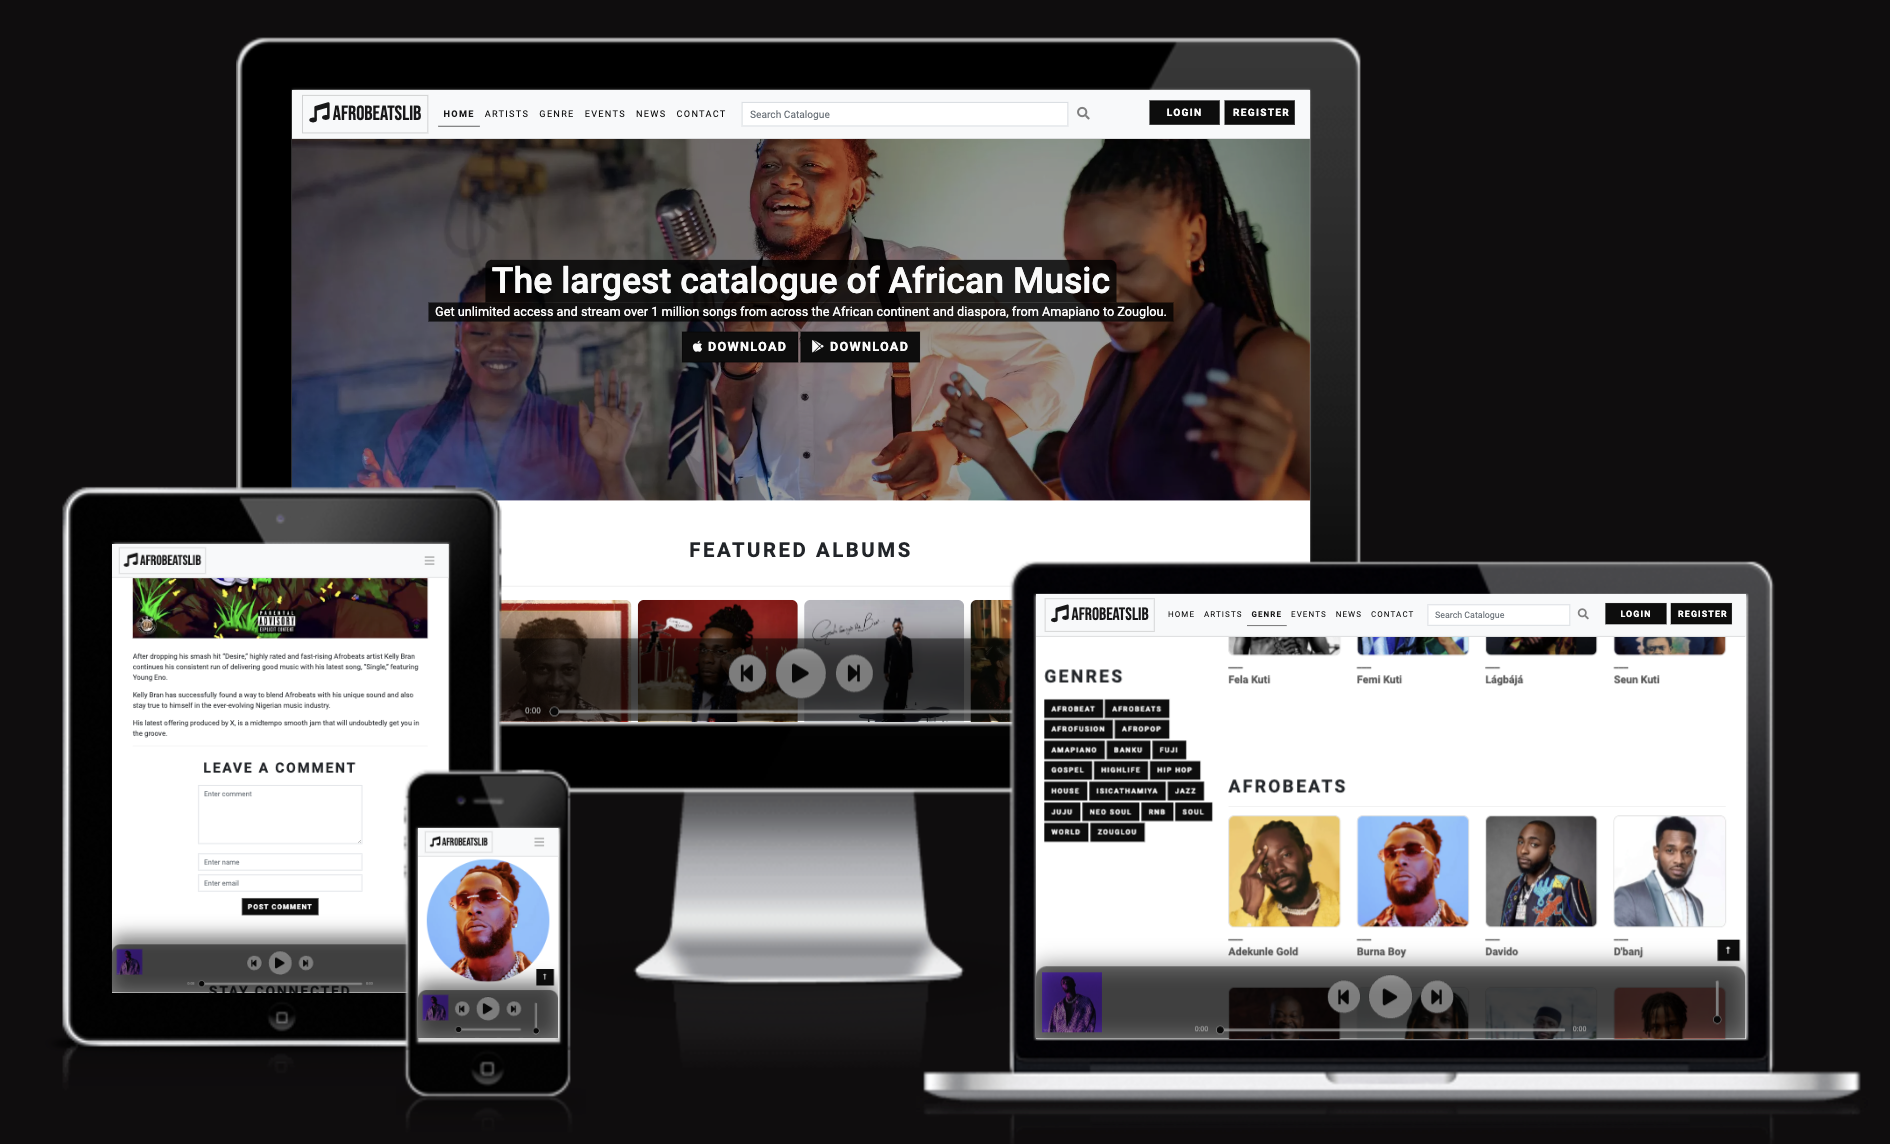 AFROBEATSLIB HOME ARTISTS GENRE EVENTS NEWS CONTACT Search Catalogue LOGIN REGISTER
The largest catalogue of African Music
Get unlimited access and stream over 1 million songs from across the African continent and diaspora, from Amapiano to Zouglou.
DOWNLOAD DOWNLOAD
FEATURED ALBUMS
0:00
AFROBEATSLIB
PARENTAL
ADVISORY
EXPLICIT CONTENT
After dropping his smash hit "Desire," highly rated and fast-rising Afrobeats artist Kelly Bran
continues his consistent run of delivering good music with his latest song, "Single," featuring
Young Eno.
Kelly Bran has successfully found a way to blend Afrobeats with his unique sound and also
stay true to himself in the ever-evolving Nigerian music industry.
His latest offering produced by X, is a midtempo smooth jam that will undoubtedly get you in
the groove.
LEAVE A COMMENT
Enter comment
Enter name
Enter email
POST COMMENT
STAY CONNECTED
AFROBEATSLIB
AFROBEATSLIB HOME ARTISTS GENRE EVENTS NEWS CONTACT Search Catalogue LOGIN REGISTER
Fela Kuti Femi Kuti Lágbájá Seun Kuti
GENRES
AFROBEAT AFROBEATS
AFROFUSION AFROPOP
AMAPIANO BANKU FUJI
GOSPEL HIGHLIFE HIP HOP
HOUSE ISICATHAMIYA JAZZ
JUJU NEO SOUL RNB SOUL
WORLD ZOUGLOU
AFROBEATS
Adekunle Gold Burna Boy Davido D'banj
0:00 0:00